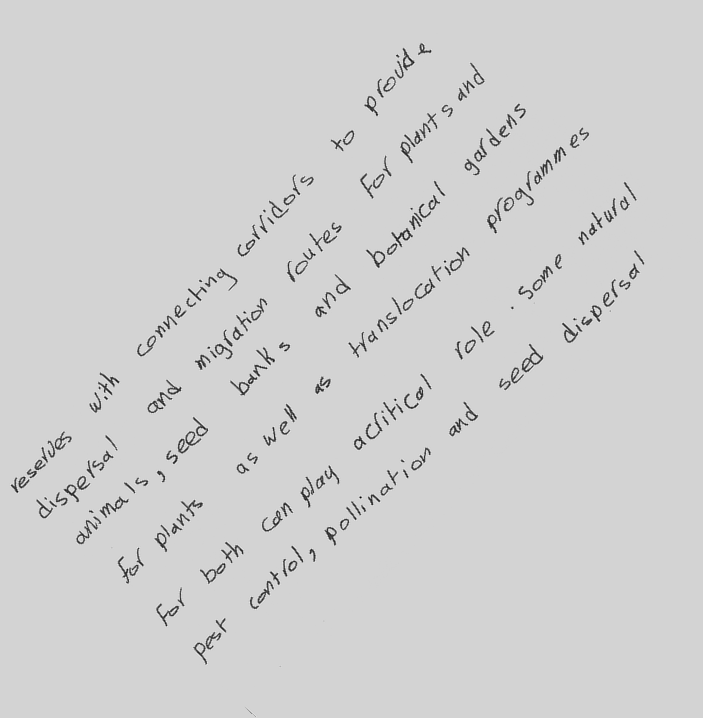 reserves with connecting corridors to provide
dispersal and migration routes for plants and
animals, seed banks and botanical gardens
for plants as well as translocation programmes
for both can play acritical role. some natural
pest control, pollination and seed dispersal